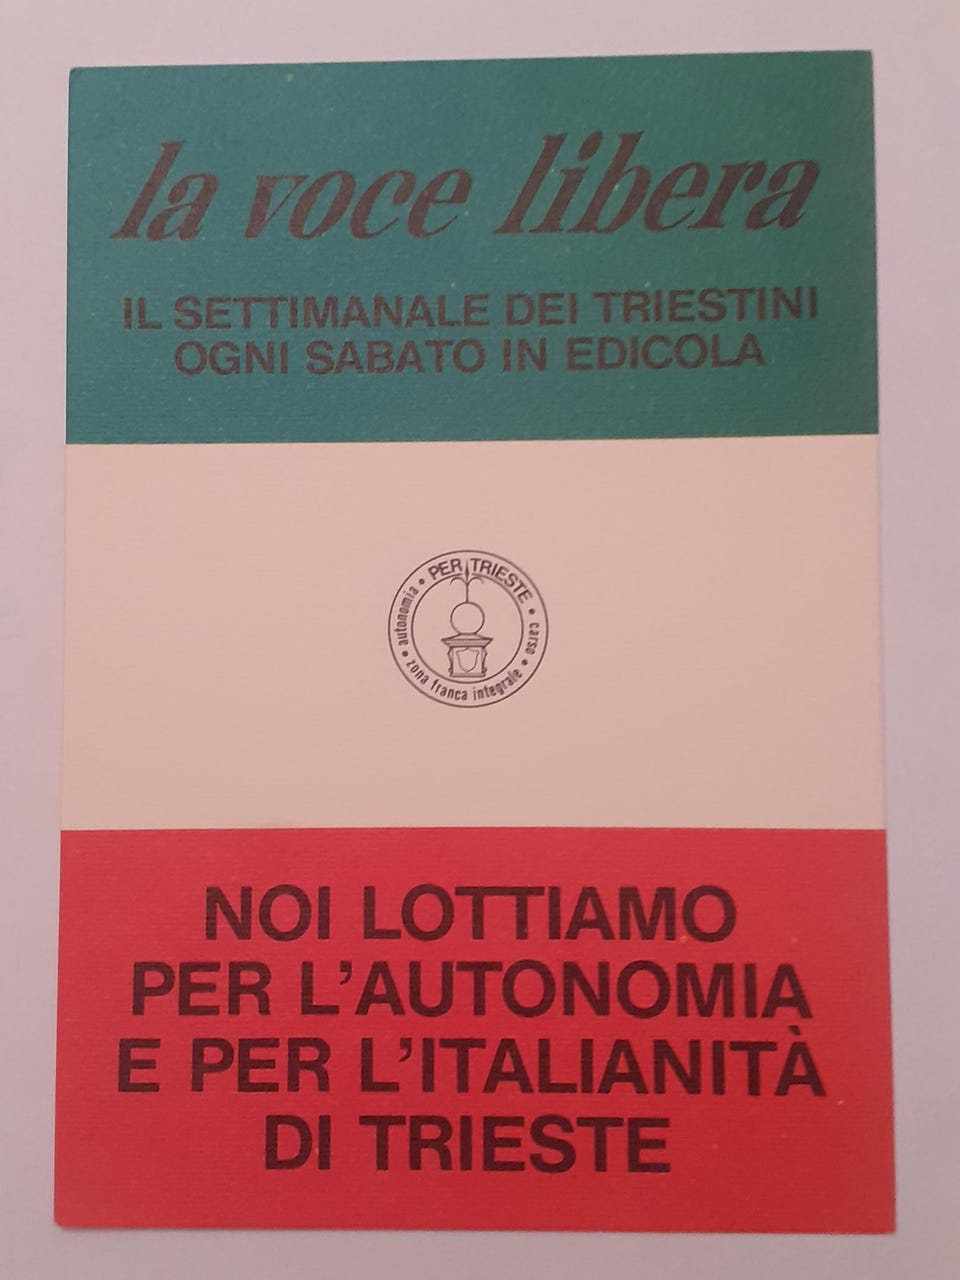 la voce libera
IL SETTIMANALE DEI TRIESTINI
OGNI SABATO IN EDICOLA
autonomia • PER TRIESTE • carso • zona franca integrale •
NOI LOTTIAMO
PER L'AUTONOMIA
E PER L'ITALIANITÀ
DI TRIESTE